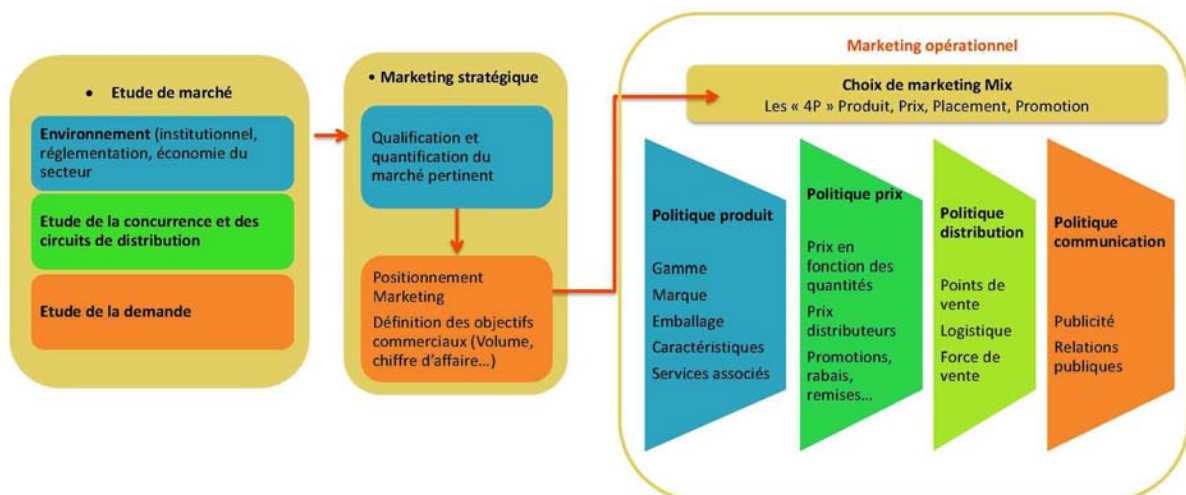 • Etude de marché
Environnement (institutionnel,
réglementation, économie du
secteur
Etude de la concurrence et des
circuits de distribution
Etude de la demande
• Marketing stratégique
Qualification et
quantification du
marché pertinent
Positionnement
Marketing
Définition des objectifs
commerciaux (Volume,
chiffre d’affaire…)
Marketing opérationnel
Choix de marketing Mix
Les « 4P » Produit, Prix, Placement, Promotion
Politique produit
Gamme
Marque
Emballage
Caractéristiques
Services associés
Politique prix
Prix en
fonction des
quantités
Prix
distributeurs
Promotions,
rabais,
remises…
Politique
distribution
Points de
vente
Logistique
Force de
vente
Politique
communication
Publicité
Relations
publiques